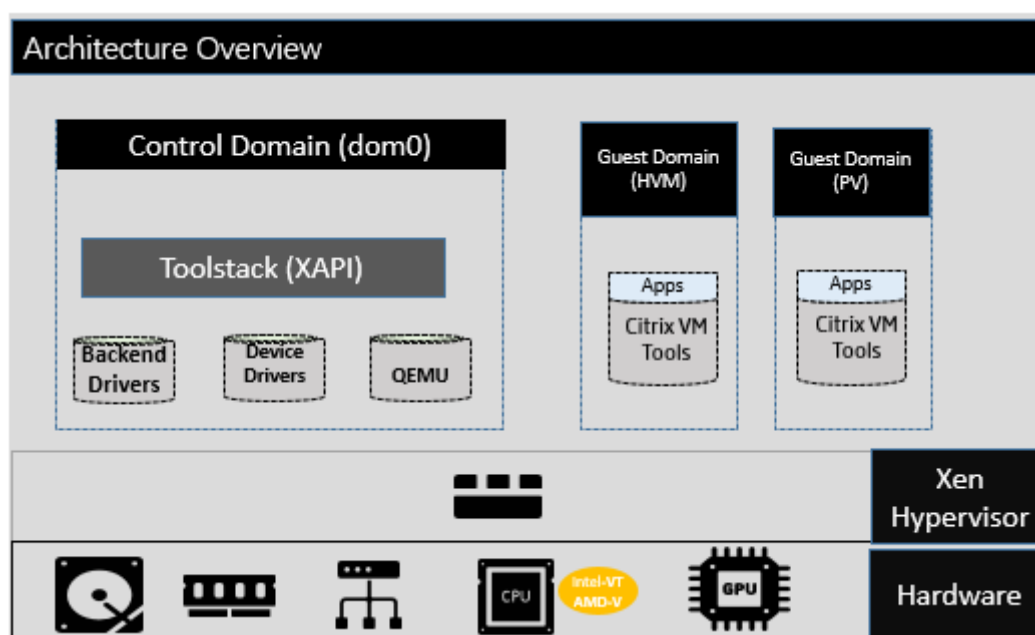 Architecture Overview
Control Domain (dom0)
Toolstack (XAPI)
Backend
Drivers
Device
Drivers
QEMU
Guest Domain
(HVM)
Apps
Citrix VM
Tools
Guest Domain
(PV)
Apps
Citrix VM
Tools
Xen
Hypervisor
CPU
Intel-VT
AMD-V
GPU
Hardware